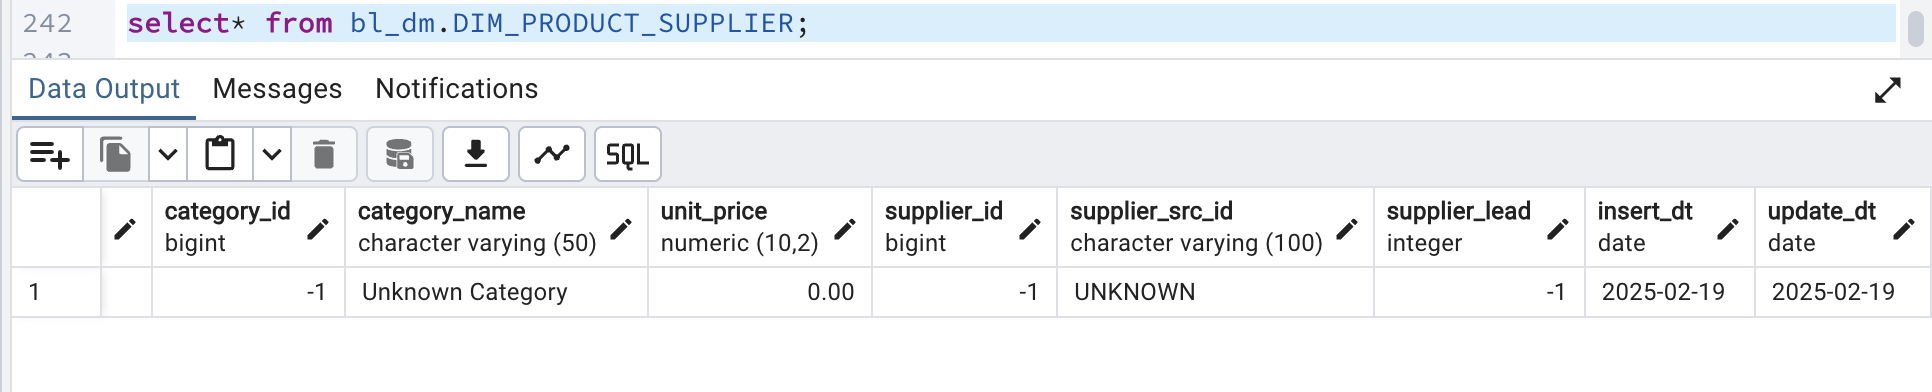 242 select* from bl_dm.DIM_PRODUCT_SUPPLIER;
Data Output Messages Notifications
SQL
category_id category_name unit_price supplier_id supplier_src_id supplier_lead insert_dt update_dt
bigint character varying (50) numeric (10,2) bigint character varying (100) integer date date
1 -1 Unknown Category 0.00 -1 UNKNOWN -1 2025-02-19 2025-02-19